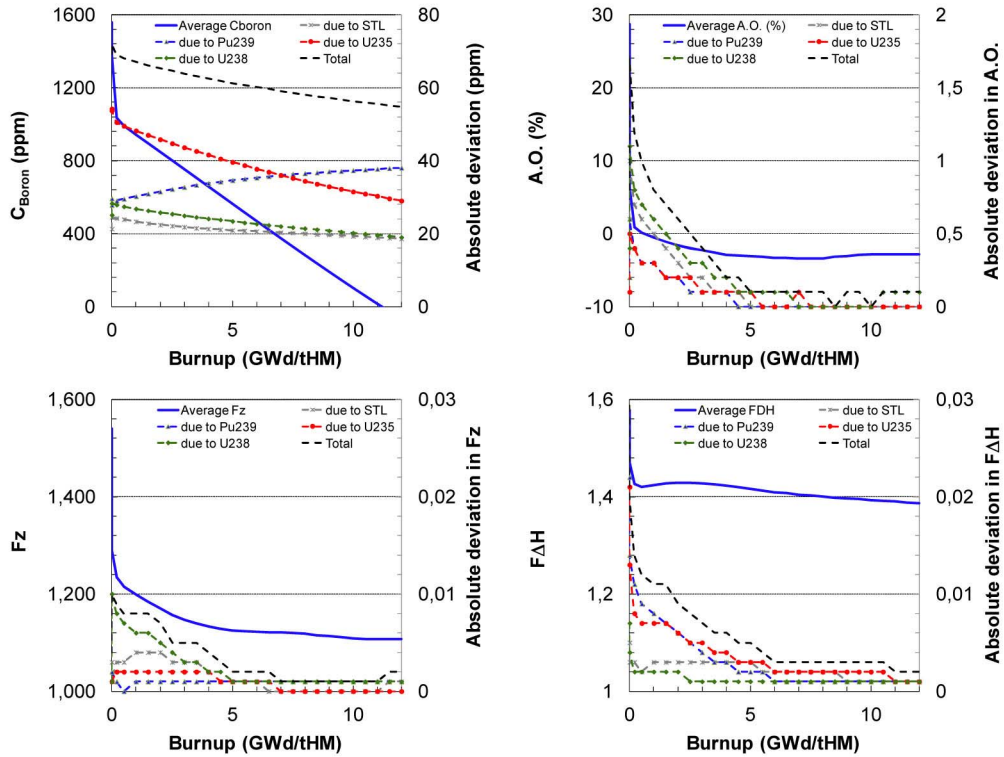 1600
1200
800
400
0
C_Boron (ppm)
Average Cboron
due to STL
due to Pu239
due to U235
due to U238
Total
80
60
40
20
0
Absolute deviation (ppm)
0
5
10
Burnup (GWd/tHM)
30
20
10
0
-10
A.O. (%)
Average A.O. (%)
due to STL
due to Pu239
due to U235
due to U238
Total
2
1,5
1
0,5
0
Absolute deviation in A.O.
0
5
10
Burnup (GWd/tHM)
1,600
1,400
1,200
1,000
Fz
Average Fz
due to STL
due to Pu239
due to U235
due to U238
Total
0,03
0,02
0,01
0
Absolute deviation in Fz
0
5
10
Burnup (GWd/tHM)
1,6
1,4
1,2
1
FΔH
Average FDH
due to STL
due to Pu239
due to U235
due to U238
Total
0,03
0,02
0,01
0
Absolute deviation in FΔH
0
5
10
Burnup (GWd/tHM)